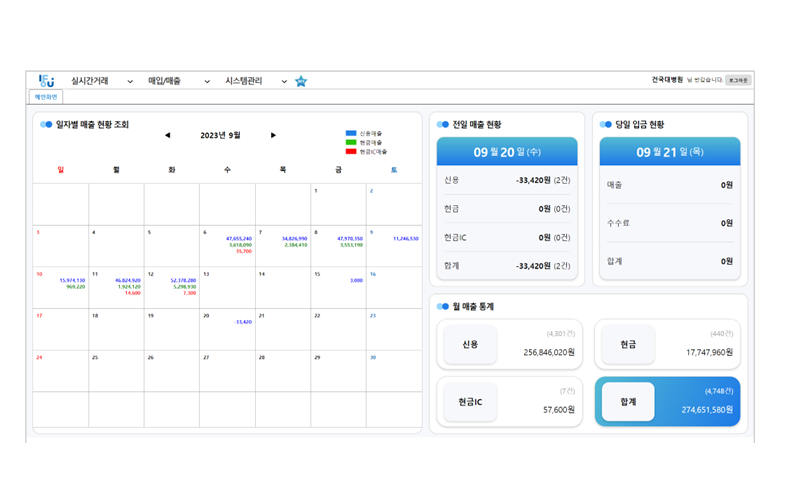 IFOU
실시간거래 매입/매출 시스템관리
건국대병원 님 반갑습니다. 로그아웃
메인화면
일자별 매출 현황 조회
◀ 2023년 9월 ▶
신용매출
현금매출
현금IC매출
일 월 화 수 목 금 토
1 2
3 4 5 6 7 8 9
47,655,240 34,826,990 47,970,350 11,246,530
3,618,090 2,584,410 3,553,190
35,300
10 11 12 13 14 15 16
15,974,130 46,824,920 52,378,280 3,000
969,220 1,924,120 5,298,930
14,600 7,300
17 18 19 20 21 22 23
-33,420
24 25 26 27 28 29 30
전일 매출 현황
09 월 20 일 (수)
신용 -33,420원 (2건)
현금 0원 (0건)
현금IC 0원 (0건)
합계 -33,420원 (2건)
당일 입금 현황
09 월 21 일 (목)
매출 0원
수수료 0원
합계 0원
월 매출 통계
신용 (4,301건) 256,846,020원
현금 (440건) 17,747,960원
현금IC (7건) 57,600원
합계 (4,748건) 274,651,580원